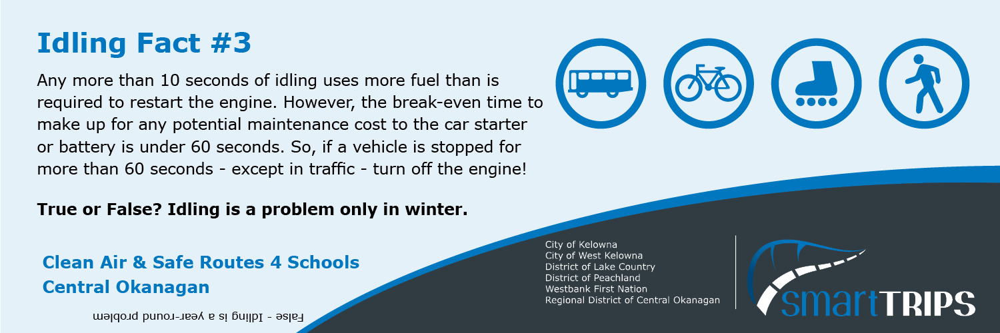 Idling Fact #3
Any more than 10 seconds of idling uses more fuel than is
required to restart the engine. However, the break-even time to
make up for any potential maintenance cost to the car starter
or battery is under 60 seconds. So, if a vehicle is stopped for
more than 60 seconds - except in traffic - turn off the engine!
True or False? Idling is a problem only in winter.
Clean Air & Safe Routes 4 Schools
Central Okanagan
False - Idling is a year-round problem
City of Kelowna
City of West Kelowna
District of Lake Country
District of Peachland
Westbank First Nation
Regional District of Central Okanagan
smartTRIPS